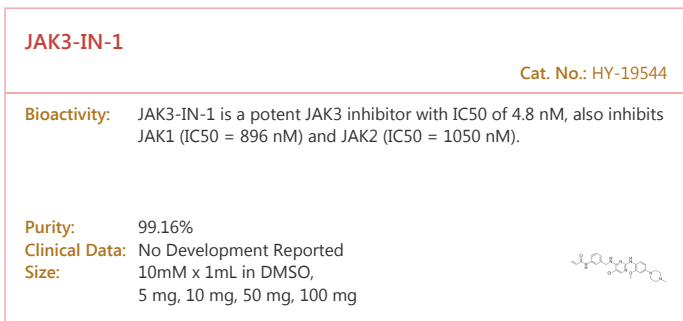 JAK3-IN-1
Cat. No.: HY-19544
Bioactivity: JAK3-IN-1 is a potent JAK3 inhibitor with IC50 of 4.8 nM, also inhibits
JAK1 (IC50 = 896 nM) and JAK2 (IC50 = 1050 nM).
Purity: 99.16%
Clinical Data: No Development Reported
Size: 10mM x 1mL in DMSO,
5 mg, 10 mg, 50 mg, 100 mg